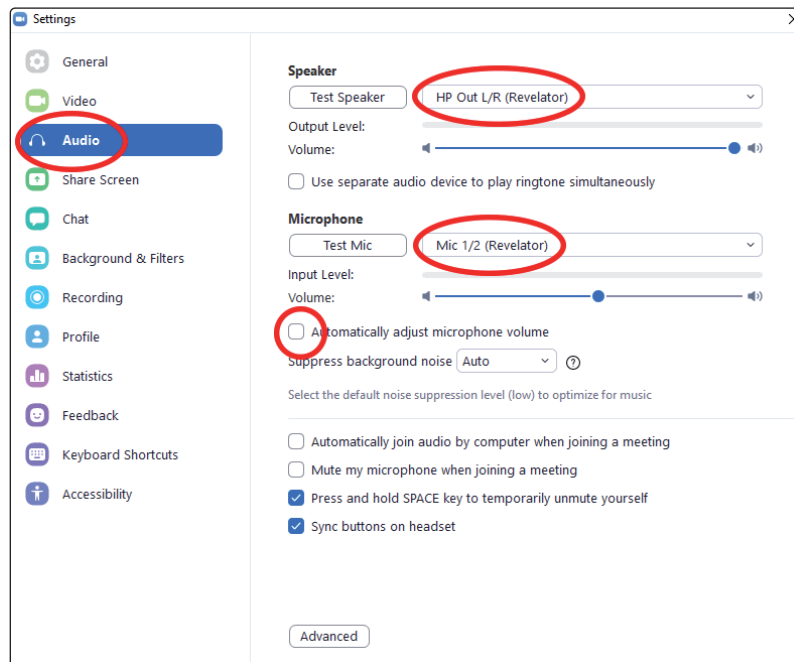 Settings
General
Video
Audio
Share Screen
Chat
Background & Filters
Recording
Profile
Statistics
Feedback
Keyboard Shortcuts
Accessibility
Speaker
Test Speaker HP Out L/R (Revelator)
Output Level:
Volume:
Use separate audio device to play ringtone simultaneously
Microphone
Test Mic Mic 1/2 (Revelator)
Input Level:
Volume:
Automatically adjust microphone volume
Suppress background noise Auto
Select the default noise suppression level (low) to optimize for music
Automatically join audio by computer when joining a meeting
Mute my microphone when joining a meeting
Press and hold SPACE key to temporarily unmute yourself
Sync buttons on headset
Advanced